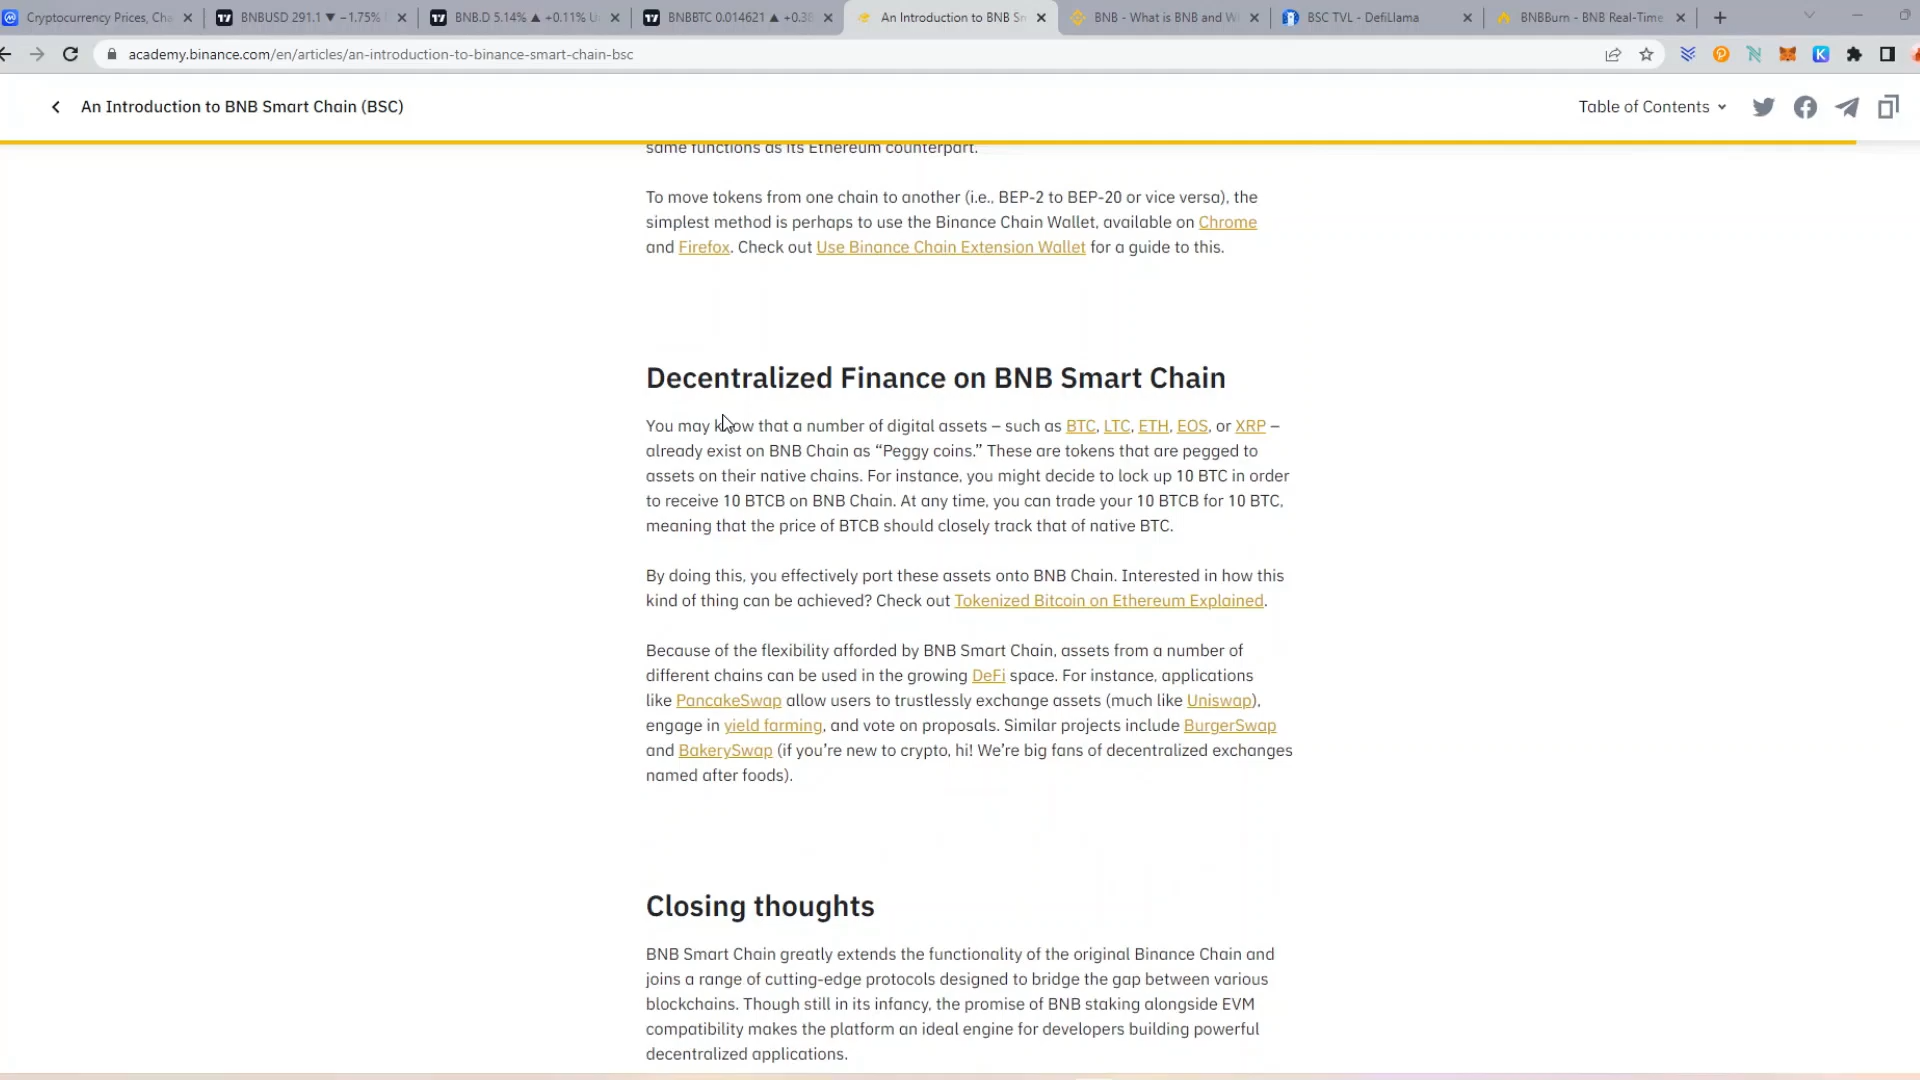 Cryptocurrency Prices, Cha
BNBUSD 291.1 ▼ −1.75%
BNB.D 5.14% ▲ +0.11% U
BNBBTC 0.014621 ▲ +0.3
An Introduction to BNB Sm
BNB - What is BNB and W
BSC TVL - DefiLlama
BNBBurn - BNB Real-Time
academy.binance.com/en/articles/an-introduction-to-binance-smart-chain-bsc
An Introduction to BNB Smart Chain (BSC)
Table of Contents
same functions as its Ethereum counterpart.
To move tokens from one chain to another (i.e., BEP-2 to BEP-20 or vice versa), the
simplest method is perhaps to use the Binance Chain Wallet, available on Chrome
and Firefox. Check out Use Binance Chain Extension Wallet for a guide to this.
Decentralized Finance on BNB Smart Chain
You may know that a number of digital assets – such as BTC, LTC, ETH, EOS, or XRP –
already exist on BNB Chain as “Peggy coins.” These are tokens that are pegged to
assets on their native chains. For instance, you might decide to lock up 10 BTC in order
to receive 10 BTCB on BNB Chain. At any time, you can trade your 10 BTCB for 10 BTC,
meaning that the price of BTCB should closely track that of native BTC.
By doing this, you effectively port these assets onto BNB Chain. Interested in how this
kind of thing can be achieved? Check out Tokenized Bitcoin on Ethereum Explained.
Because of the flexibility afforded by BNB Smart Chain, assets from a number of
different chains can be used in the growing DeFi space. For instance, applications
like PancakeSwap allow users to trustlessly exchange assets (much like Uniswap),
engage in yield farming, and vote on proposals. Similar projects include BurgerSwap
and BakerySwap (if you’re new to crypto, hi! We’re big fans of decentralized exchanges
named after foods).
Closing thoughts
BNB Smart Chain greatly extends the functionality of the original Binance Chain and
joins a range of cutting-edge protocols designed to bridge the gap between various
blockchains. Though still in its infancy, the promise of BNB staking alongside EVM
compatibility makes the platform an ideal engine for developers building powerful
decentralized applications.